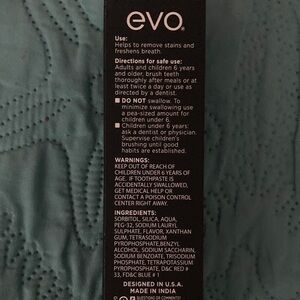 evo®
Use:
Helps to remove stains and
freshens breath.
Directions for safe use:
Adults and children 6 years
and older, brush teeth
thoroughly after meals or at
least twice a day or use as
directed by a dentist.
■ DO NOT swallow. To
minimize swallowing use
a pea-sized amount for
children under 6.
■ Children under 6 years:
ask a dentist or physician.
Supervise children's
brushing until good
habits are established.
WARNINGS:
KEEP OUT OF REACH OF
CHILDREN UNDER 6 YEARS OF
AGE. IF TOOTHPASTE IS
ACCIDENTALLY SWALLOWED,
GET MEDICAL HELP OR
CONTACT A POISON CONTROL
CENTER RIGHT AWAY.
INGREDIENTS:
SORBITOL, SILICA, AQUA,
PEG-32, SODIUM LAURYL
SULPHATE, FLAVOR, XANTHAN
GUM, TETRASODIUM
PYROPHOSPHATE,BENZYL
ALCOHOL, SODIUM SACCHARIN,
SODIUM BENZOATE, TRISODIUM
PHOSPHATE, TETRAPOTASSIUM
PYROPHOSPHATE, D&C RED #
33, FD&C BLUE # 1
DESIGNED IN U.S.A.
MADE IN INDIA
QUESTIONS OR COMMENTS?